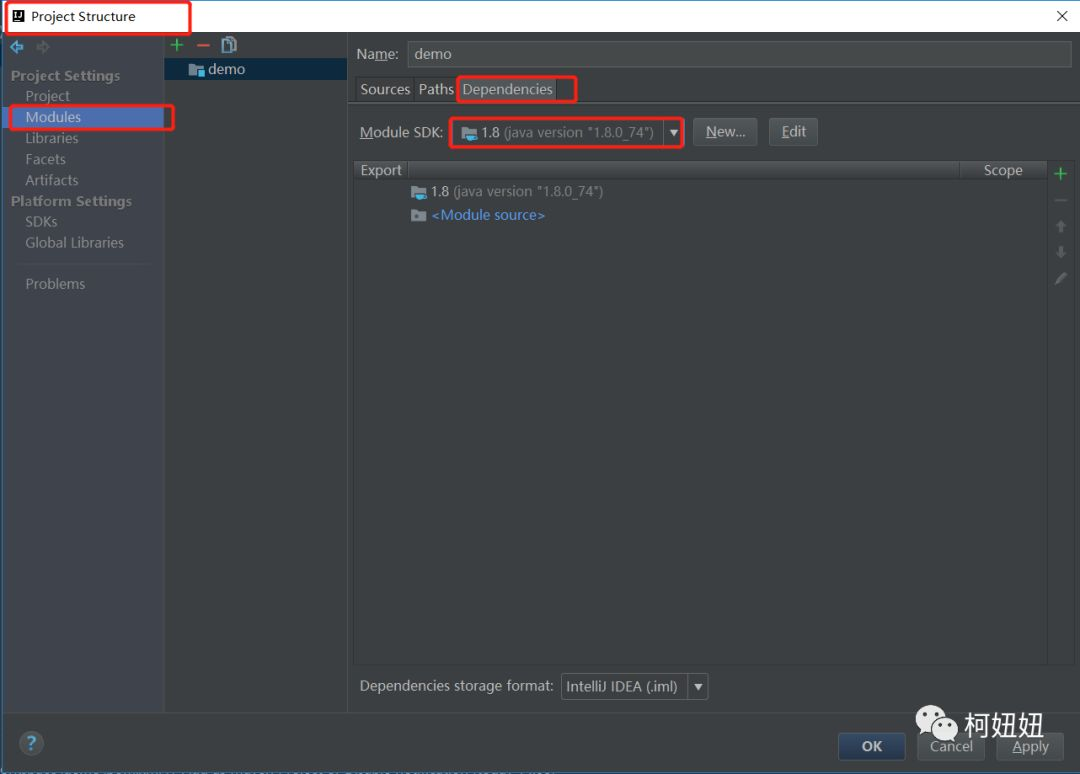 Project Structure
Project Settings
Project
Modules
Libraries
Facets
Artifacts
Platform Settings
SDKs
Global Libraries
Problems
demo
Name: demo
Sources Paths Dependencies
Module SDK: 1.8 (java version "1.8.0_74") New... Edit
Export Scope
1.8 (java version "1.8.0_74")
<Module source>
Dependencies storage format: IntelliJ IDEA (.iml)
?
柯妞妞
OK Cancel Apply